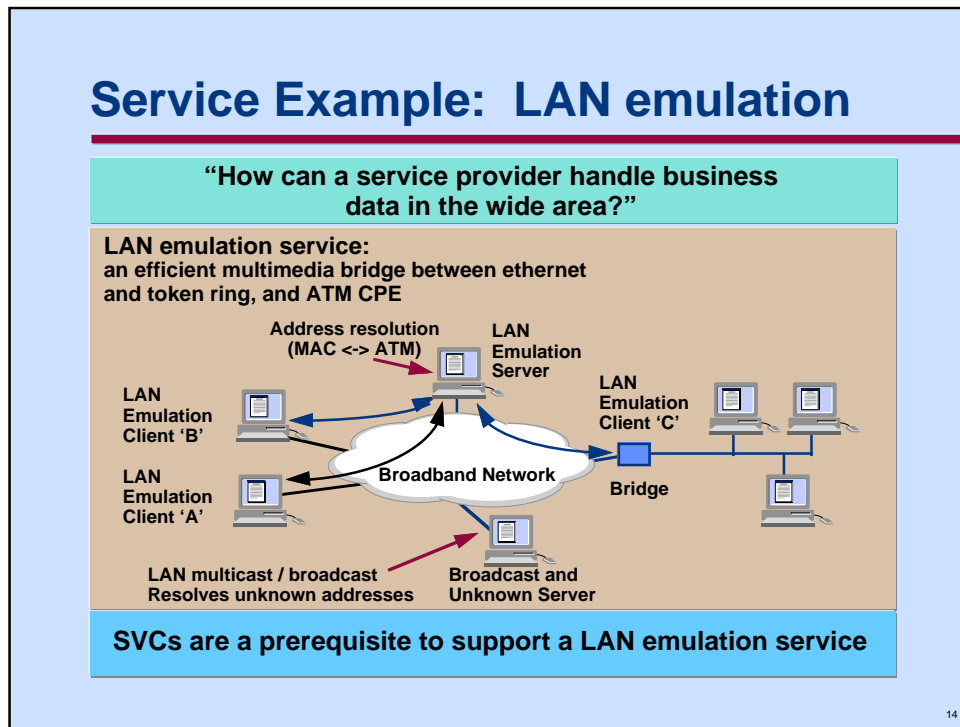 Service Example: LAN emulation
“How can a service provider handle business
data in the wide area?”
LAN emulation service:
an efficient multimedia bridge between ethernet
and token ring, and ATM CPE
Address resolution
(MAC <-> ATM)
LAN
Emulation
Server
LAN
Emulation
Client ‘B’
LAN
Emulation
Client ‘C’
LAN
Emulation
Client ‘A’
Broadband Network
Bridge
LAN multicast / broadcast
Resolves unknown addresses
Broadcast and
Unknown Server
SVCs are a prerequisite to support a LAN emulation service
14